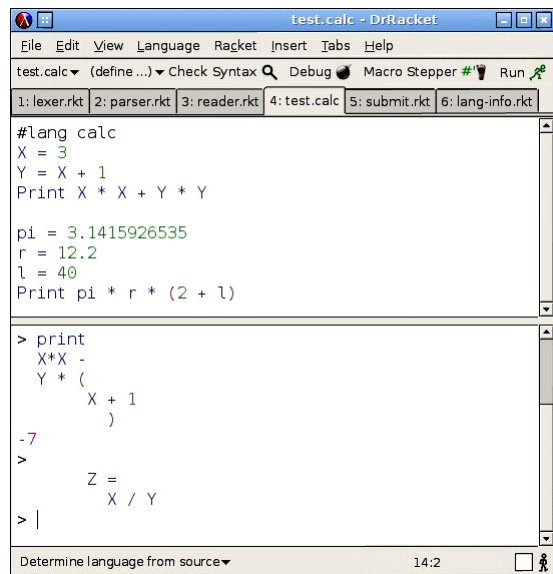 test.calc - DrRacket
File Edit View Language Racket Insert Tabs Help
test.calc (define ...) Check Syntax Debug Macro Stepper #' Run
1: lexer.rkt 2: parser.rkt 3: reader.rkt 4: test.calc 5: submit.rkt 6: lang-info.rkt
#lang calc
X = 3
Y = X + 1
Print X * X + Y * Y
pi = 3.1415926535
r = 12.2
l = 40
Print pi * r * (2 + l)
> print
X*X -
Y * (
X + 1
)
-7
>
Z =
X / Y
>
Determine language from source 14:2